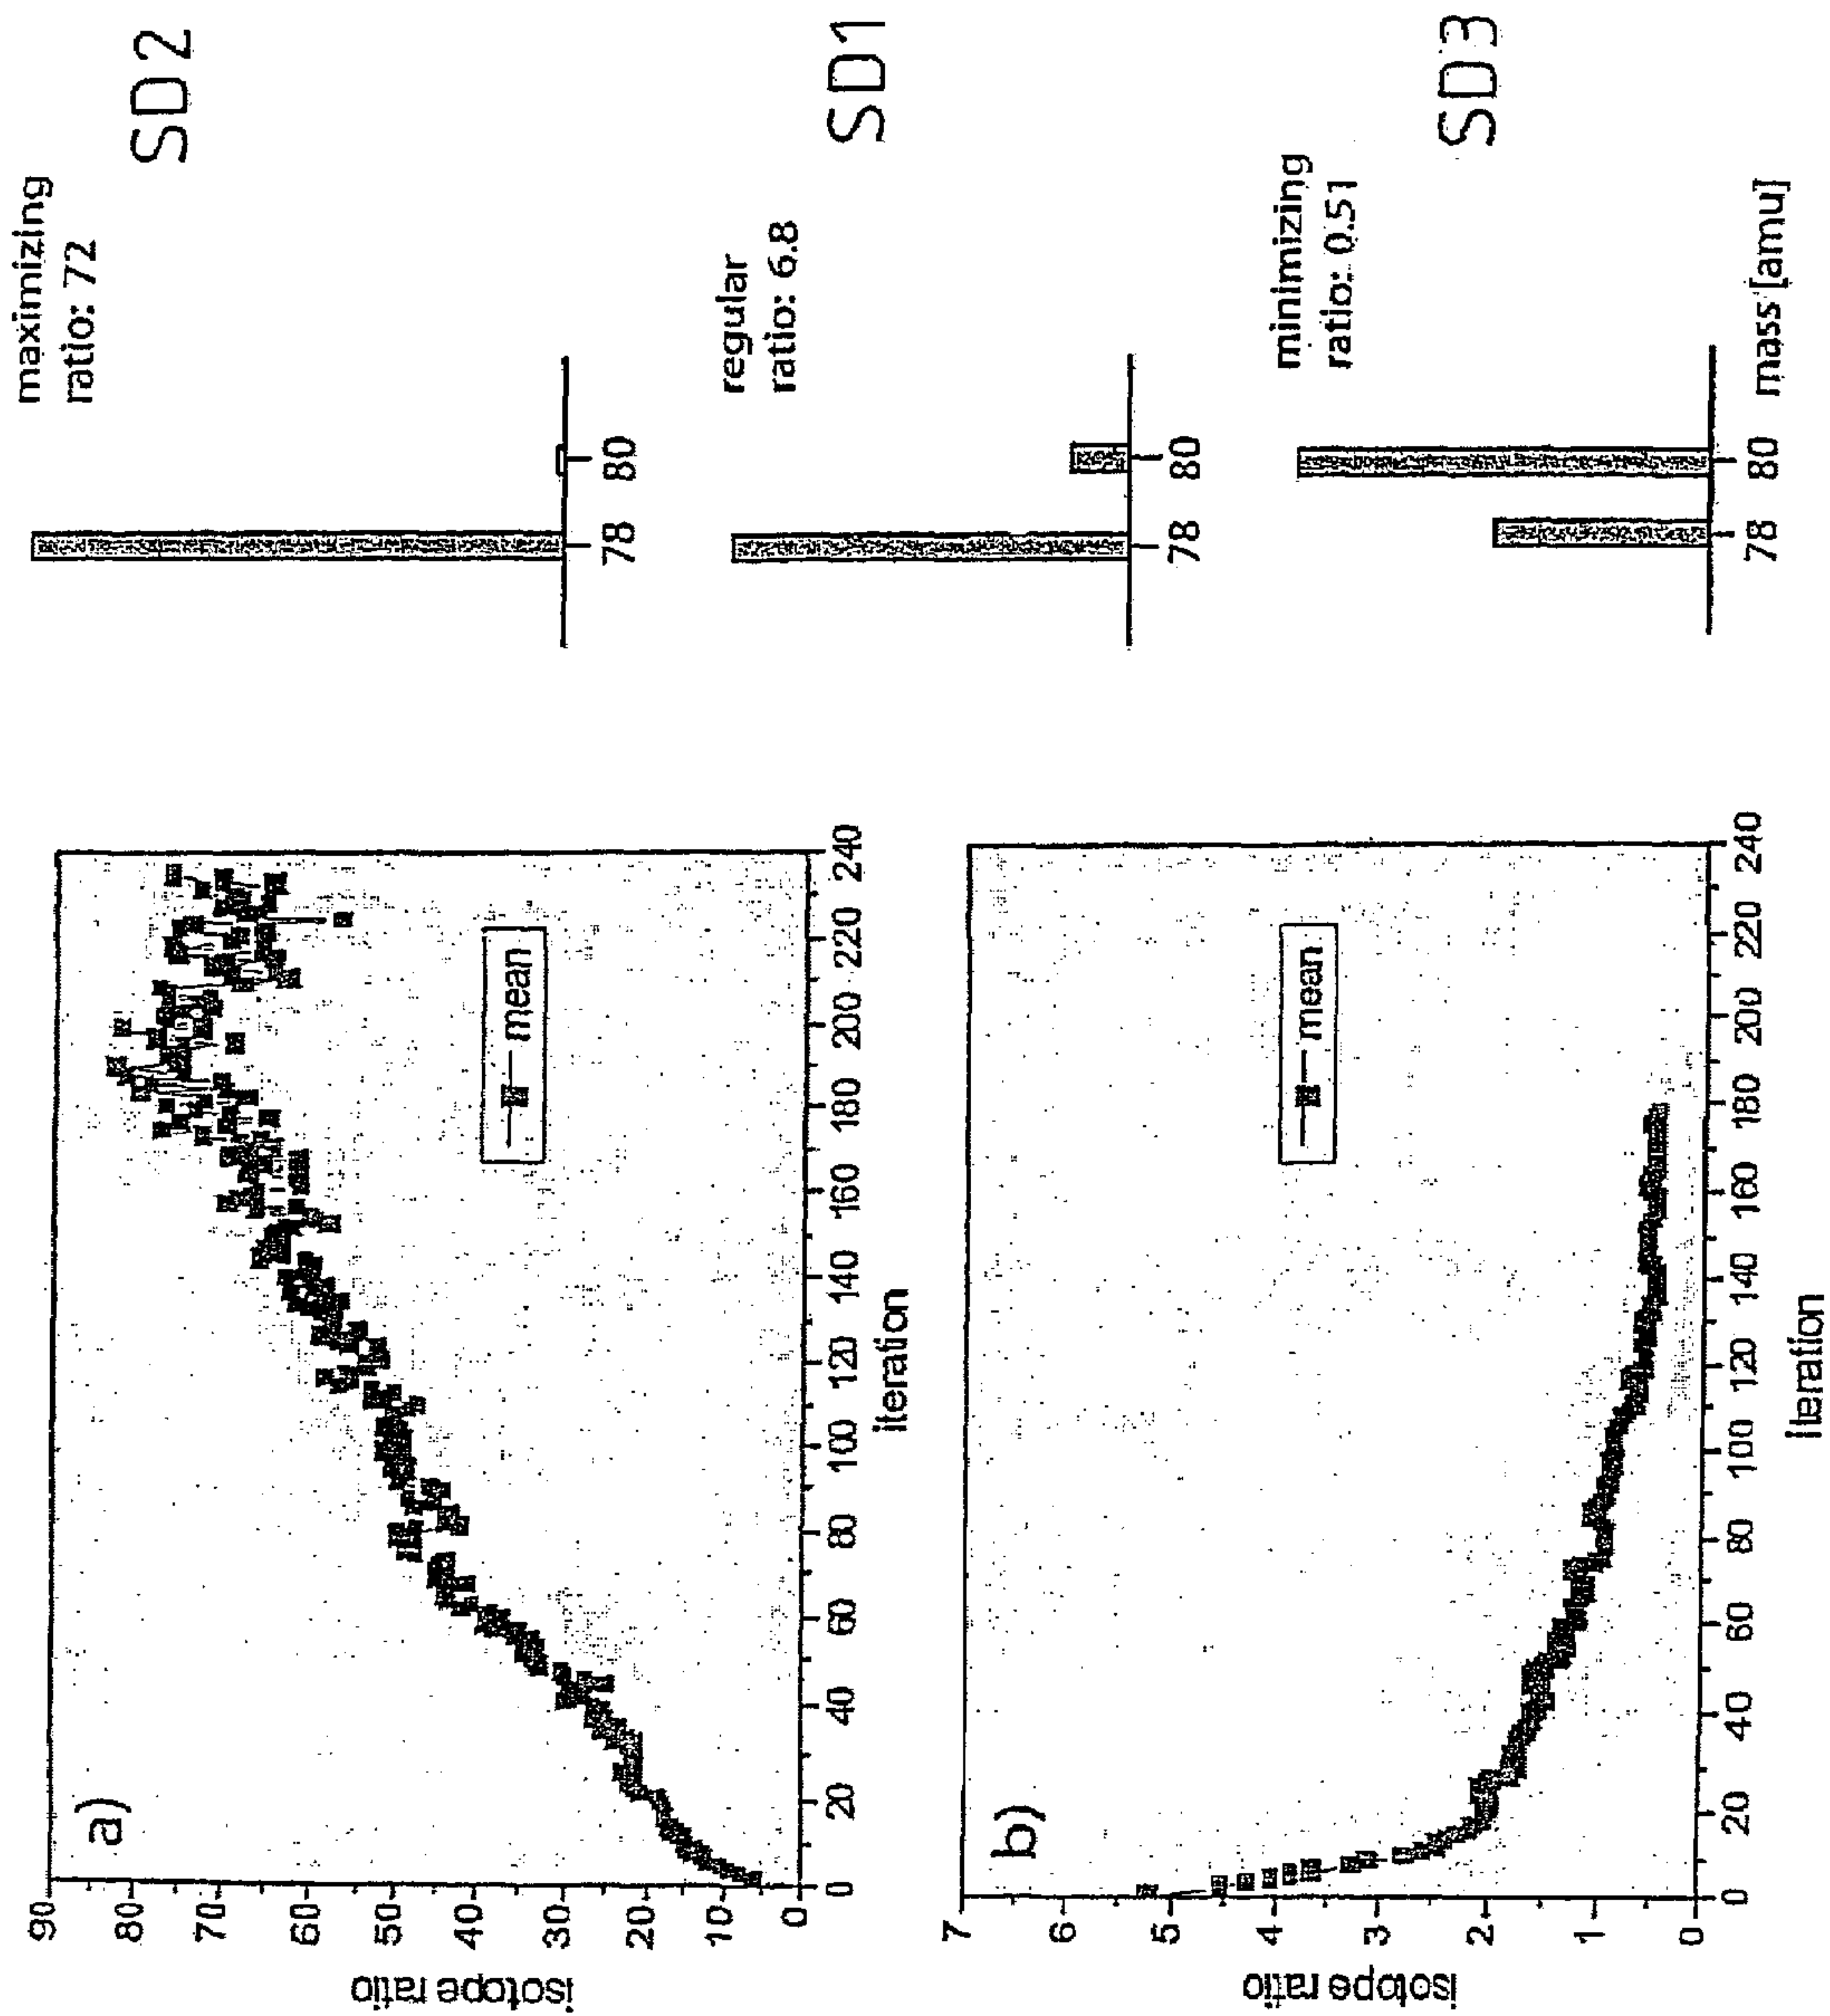 a)
isotope ratio
90
80
70
60
50
40
30
20
10
0
mean
0 20 40 60 80 100 120 140 160 180 200 220 240
iteration
b)
isotope ratio
7
6
5
4
3
2
1
0
mean
0 20 40 60 80 100 120 140 160 180 200 220 240
iteration
maximizing
ratio: 72
SD2
78 80
regular
ratio: 6.8
SD1
78 80
minimizing
ratio: 0.51
SD3
78 80 mass [amu]